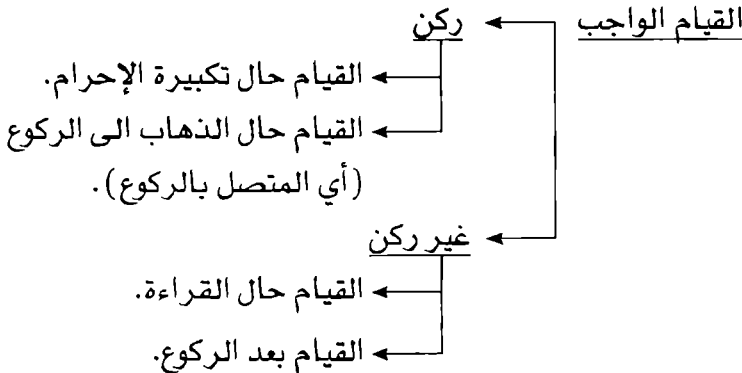 القيام الواجب
ركن
القيام حال تكبيرة الإحرام.
القيام حال الذهاب الى الركوع
(أي المتصل بالركوع).
غير ركن
القيام حال القراءة.
القيام بعد الركوع.